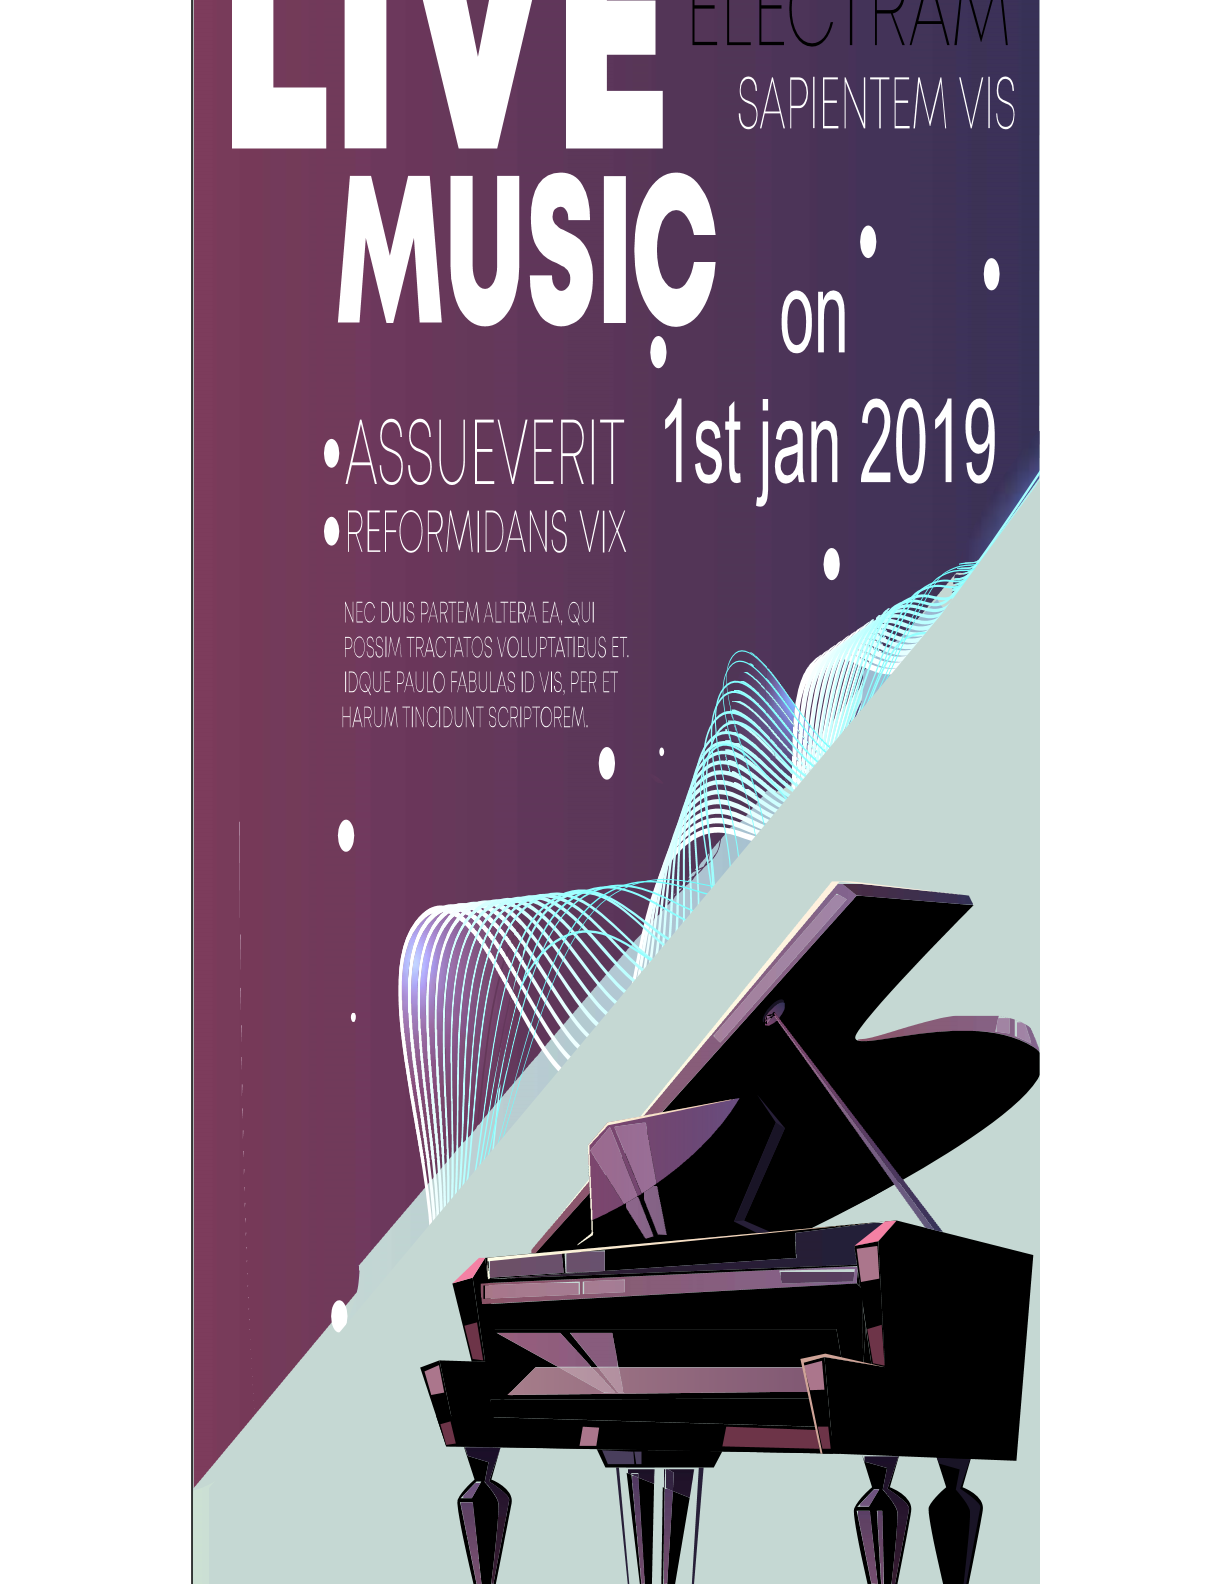 LIVE
ELECTRAM
SAPIENTEM VIS
MUSIC
on
1st jan 2019
ASSUEVERIT
REFORMIDANS VIX
NEC DUIS PARTEM ALTERA EA, QUI
POSSIM TRACTATOS VOLUPTATIBUS ET.
IDQUE PAULO FABULAS ID VIS, PER ET
HARUM TINCIDUNT SCRIPTOREM.